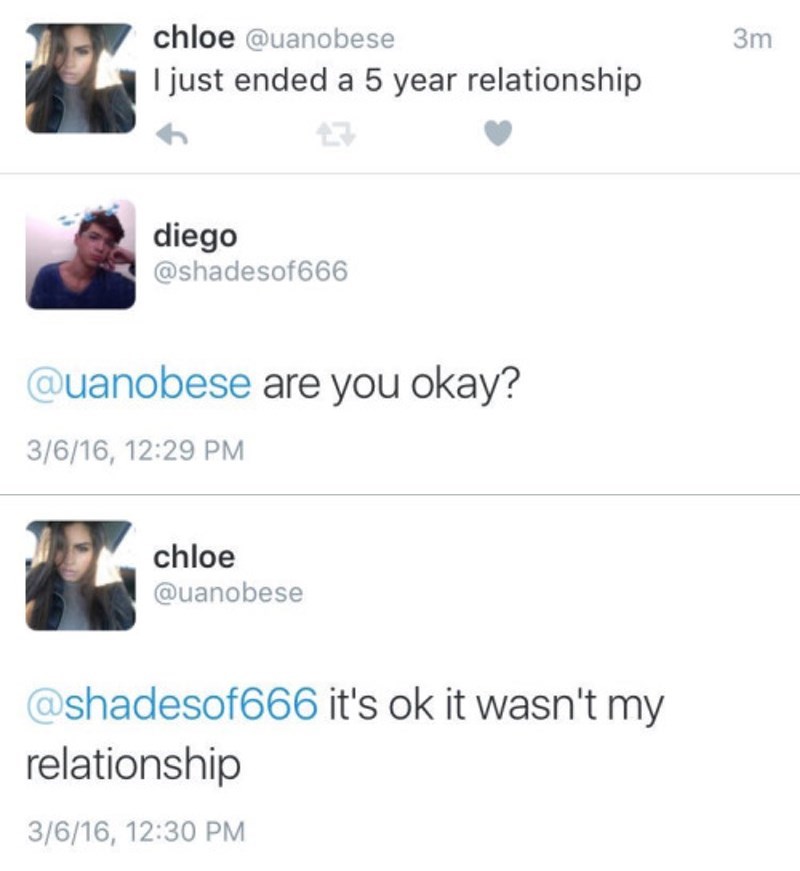 chloe @uanobese 3m
I just ended a 5 year relationship
diego
@shadesof666
@uanobese are you okay?
3/6/16, 12:29 PM
chloe
@uanobese
@shadesof666 it's ok it wasn't my
relationship
3/6/16, 12:30 PM